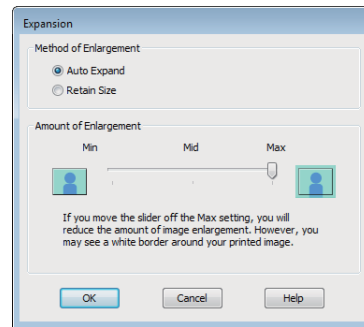 Expansion
Method of Enlargement
Auto Expand
Retain Size
Amount of Enlargement
Min Mid Max
If you move the slider off the Max setting, you will
reduce the amount of image enlargement. However, you
may see a white border around your printed image.
OK Cancel Help